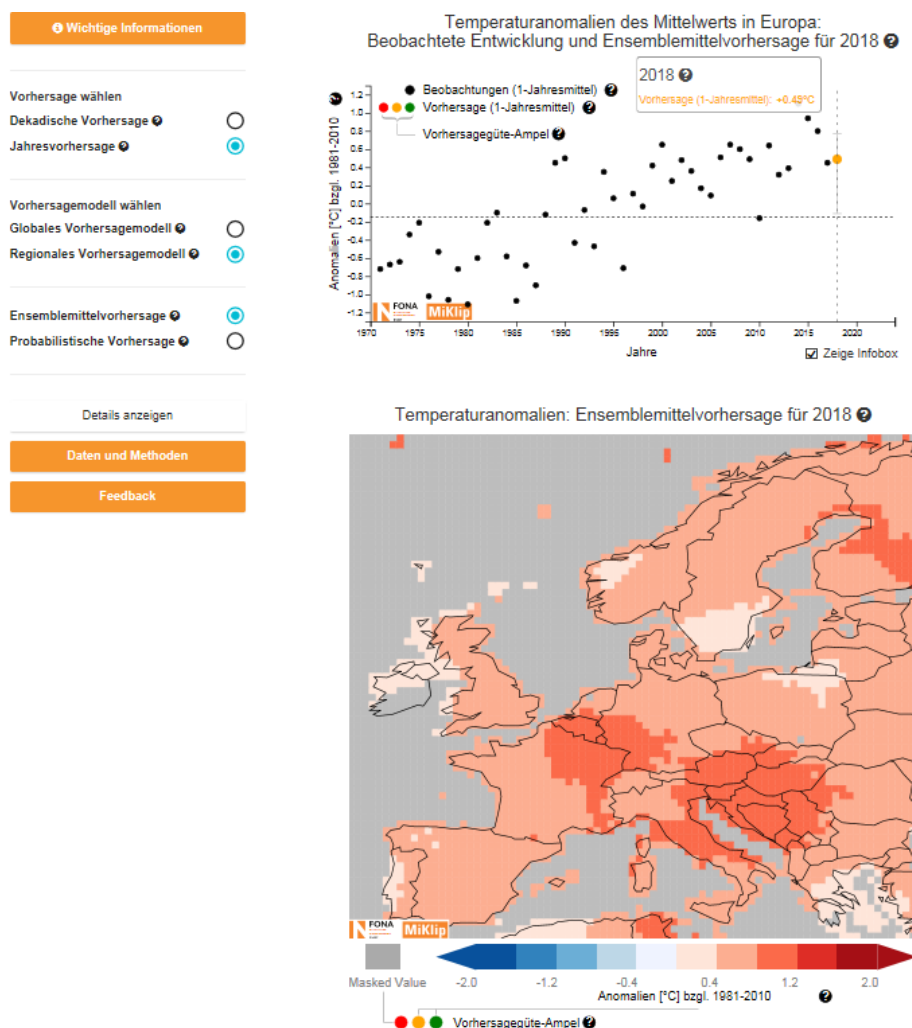 Wichtige Informationen
Vorhersage wählen
Dekadische Vorhersage
Jahresvorhersage
Vorhersagemodell wählen
Globales Vorhersagemodell
Regionales Vorhersagemodell
Ensemblemittelvorhersage
Probabilistische Vorhersage
Details anzeigen
Daten und Methoden
Feedback
Temperaturanomalien des Mittelwerts in Europa:
Beobachtete Entwicklung und Ensemblemittelvorhersage für 2018
Beobachtungen (1-Jahresmittel)
Vorhersage (1-Jahresmittel)
Vorhersagegüte-Ampel
2018
Vorhersage (1-Jahresmittel): +0.49°C
Anomalien [°C] bzgl. 1981-2010
1.2
1.0
0.8
0.6
0.4
0.2
0.0
-0.2
-0.4
-0.6
-0.8
-1.0
-1.2
FONA
MiKlip
1970 1975 1980 1985 1990 1995 2000 2005 2010 2015 2020
Jahre
Zeige Infobox
Temperaturanomalien: Ensemblemittelvorhersage für 2018
FONA
MiKlip
Masked Value -2.0 -1.2 -0.4 0.4 1.2 2.0
Anomalien [°C] bzgl. 1981-2010
Vorhersagegüte-Ampel